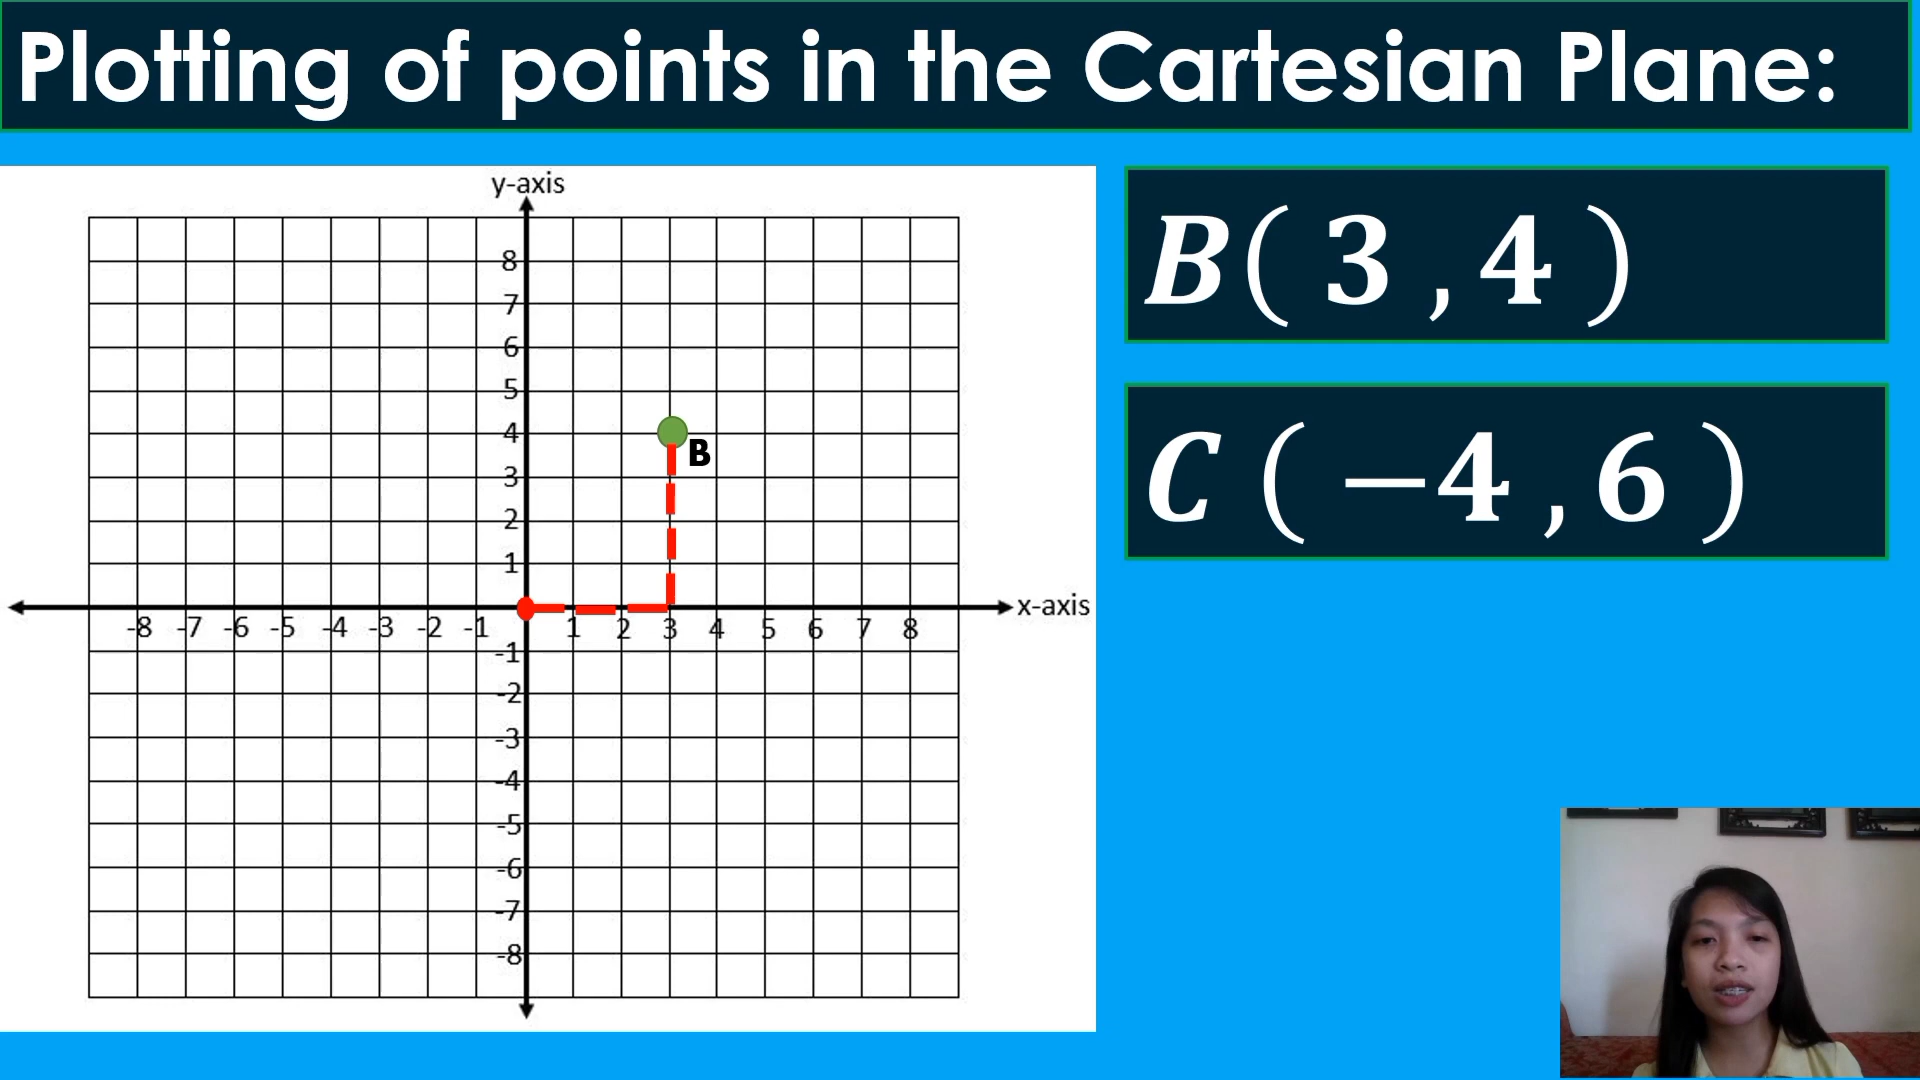 Plotting of points in the Cartesian Plane:
y-axis
8
7
6
5
4
B
3
2
1
x-axis
-8 -7 -6 -5 -4 -3 -2 -1 1 2 3 4 5 6 7 8
-1
-2
-3
-4
-5
-6
-7
-8
B( 3 , 4 )
C ( −4 , 6 )